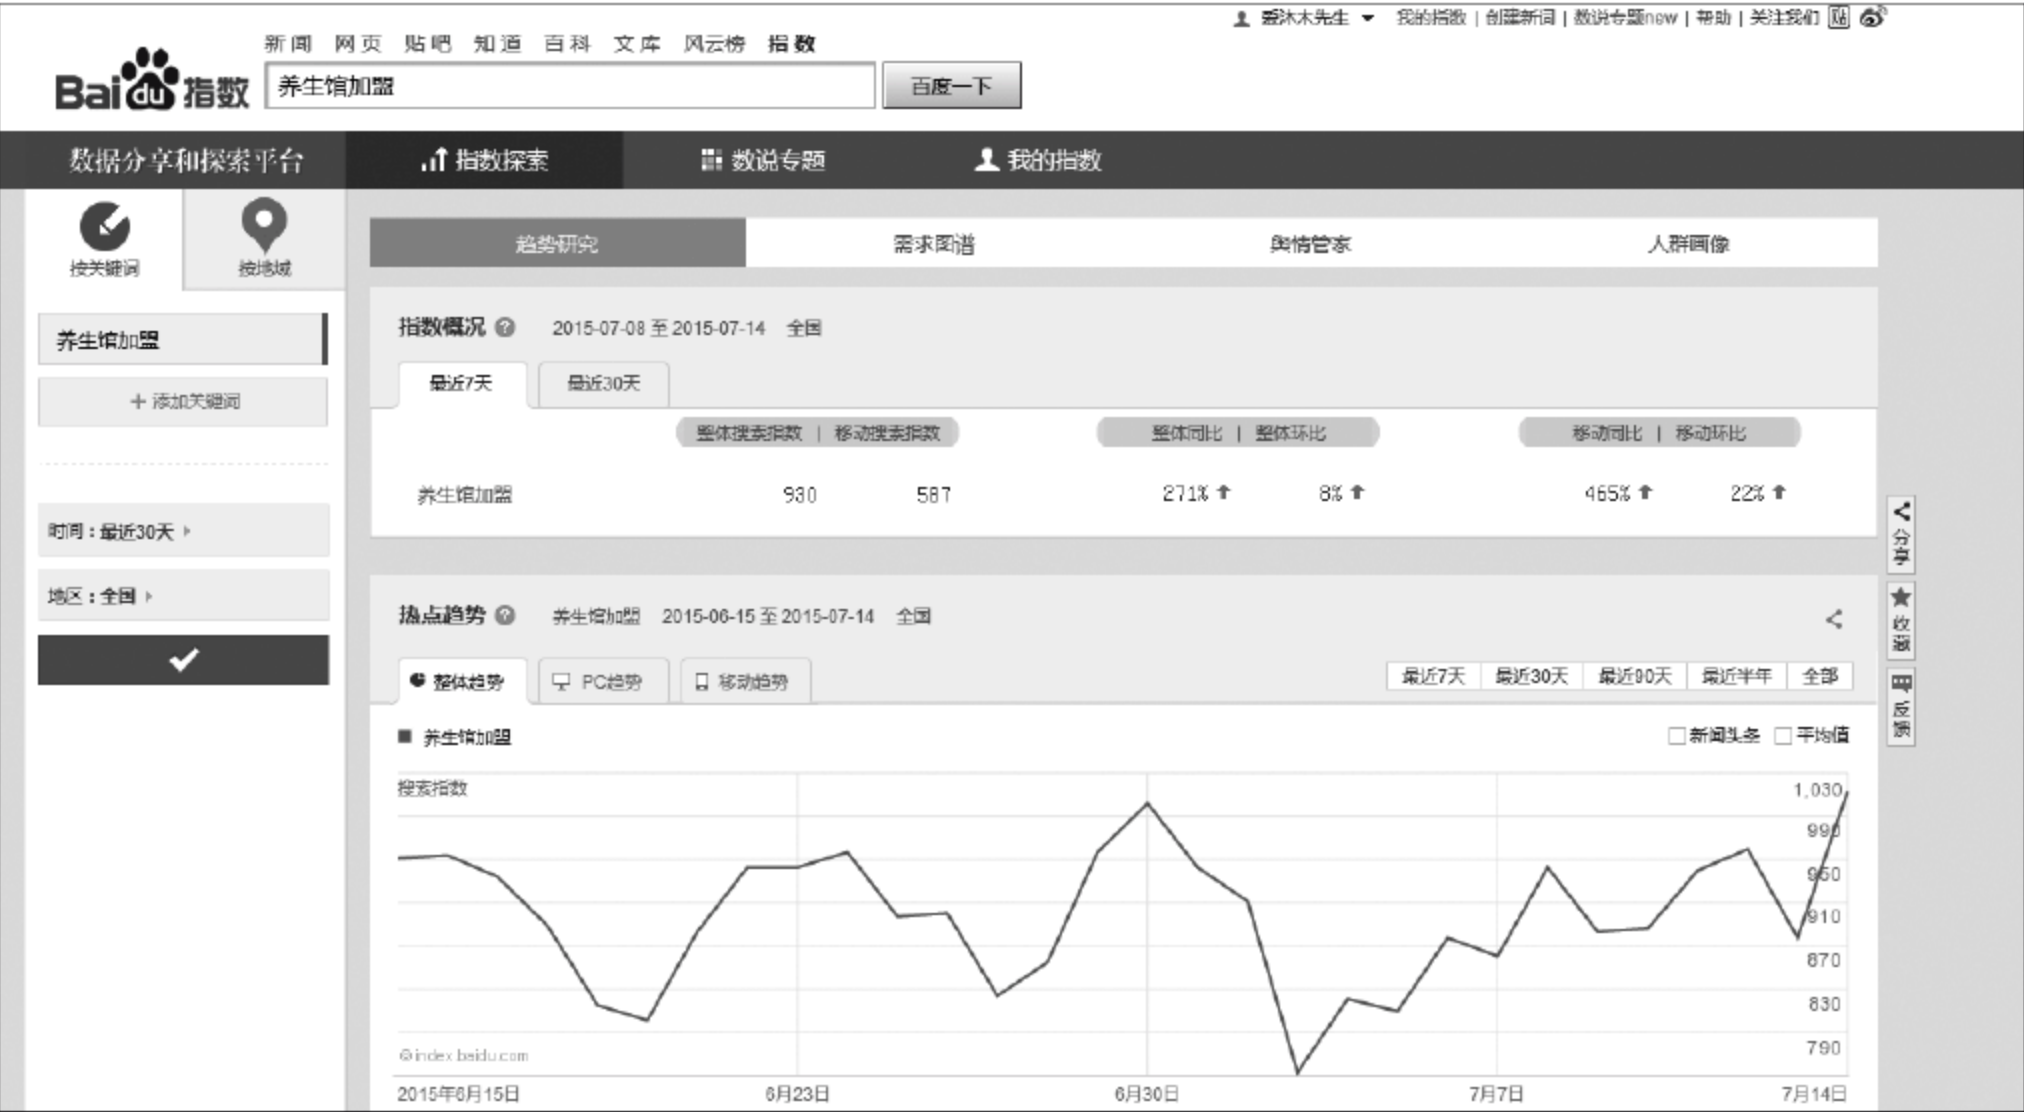 爱沐木先生 我的指数 | 创建新词 | 数说专题new | 帮助 | 关注我们 贴
新闻 网页 贴吧 知道 百科 文库 风云榜 指数
Bai du 指数 养生馆加盟 百度一下
数据分享和探索平台 指数探索 数说专题 我的指数
按关键词 按地域
趋势研究 需求图谱 舆情管家 人群画像
养生馆加盟
+ 添加关键词
时间：最近30天
地区：全国
指数概况 ? 2015-07-08 至 2015-07-14 全国
最近7天 最近30天
整体搜索指数 | 移动搜索指数 整体同比 | 整体环比 移动同比 | 移动环比
养生馆加盟 930 587 271% 8% 465% 22%
分享
收藏
反馈
热点趋势 ? 养生馆加盟 2015-06-15 至 2015-07-14 全国
整体趋势 PC趋势 移动趋势 最近7天 最近30天 最近90天 最近半年 全部
养生馆加盟 新闻头条 平均值
搜索指数
1,030
990
950
910
870
830
790
©index.baidu.com
2015年6月15日 6月23日 6月30日 7月7日 7月14日